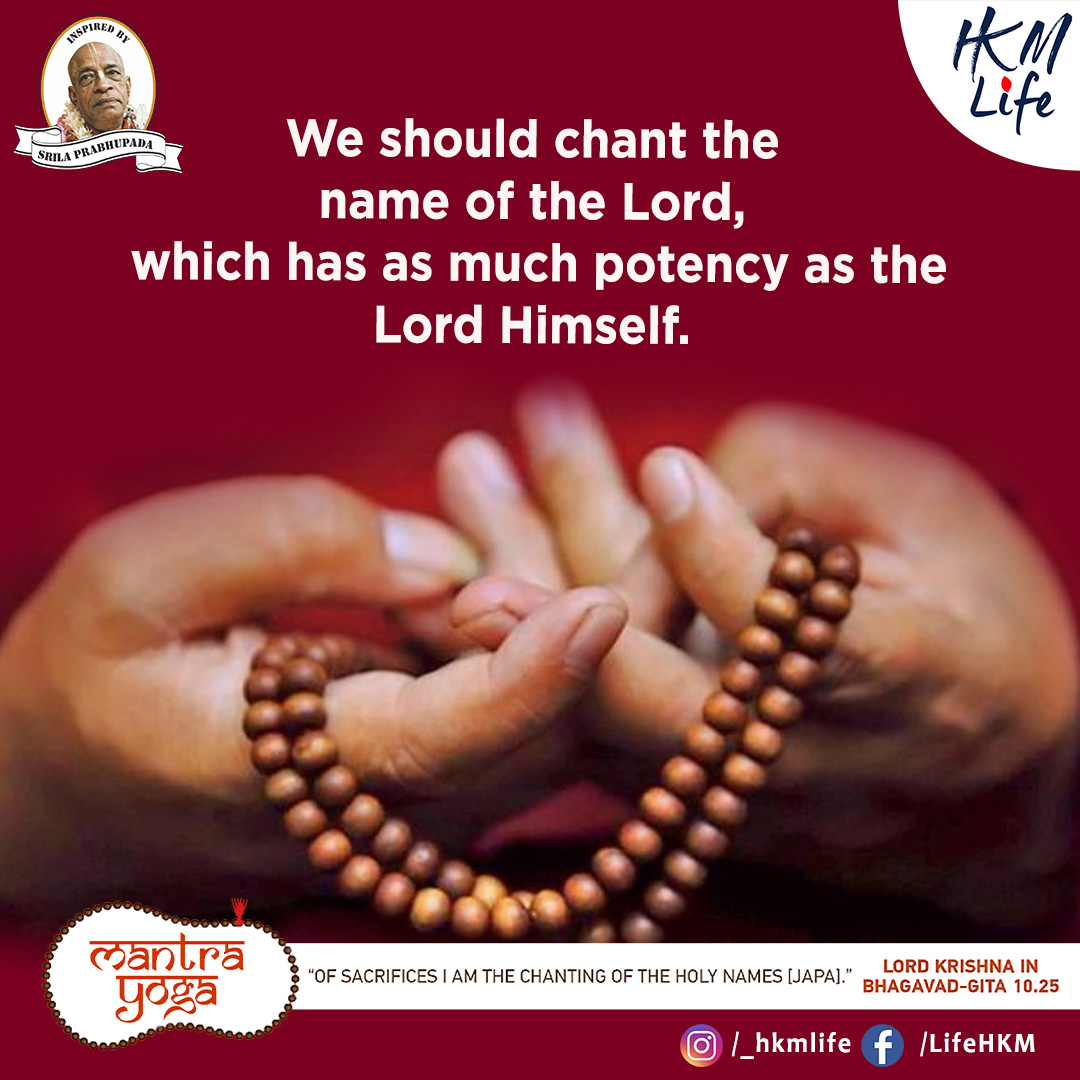 INSPIRED BY
SRILA PRABHUPADA
HKM
Life
We should chant the
name of the Lord,
which has as much potency as the
Lord Himself.
mantra
yoga
“OF SACRIFICES I AM THE CHANTING OF THE HOLY NAMES [JAPA].”
LORD KRISHNA IN
BHAGAVAD-GITA 10.25
/_hkmlife
/LifeHKM